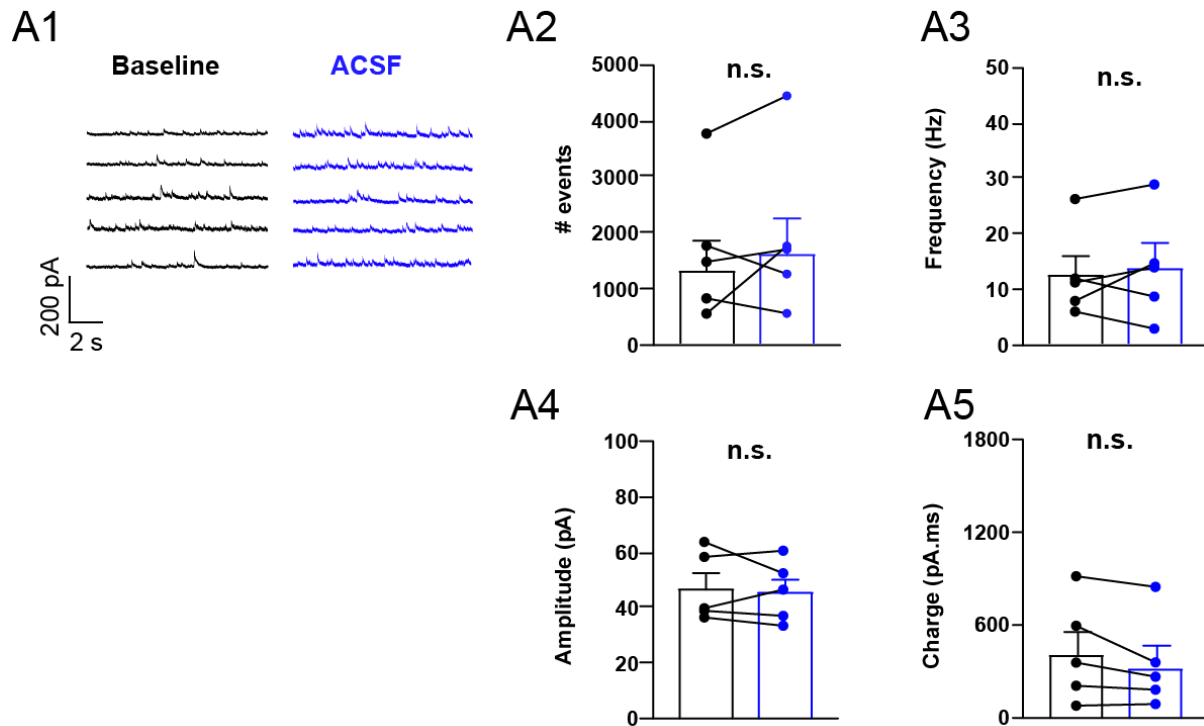 A1
Baseline ACSF
200 pA
2 s
A2
n.s.
# events
5000
4000
3000
2000
1000
0
A3
n.s.
Frequency (Hz)
50
40
30
20
10
0
A4
n.s.
Amplitude (pA)
100
80
60
40
20
0
A5
n.s.
Charge (pA.ms)
1800
1200
600
0